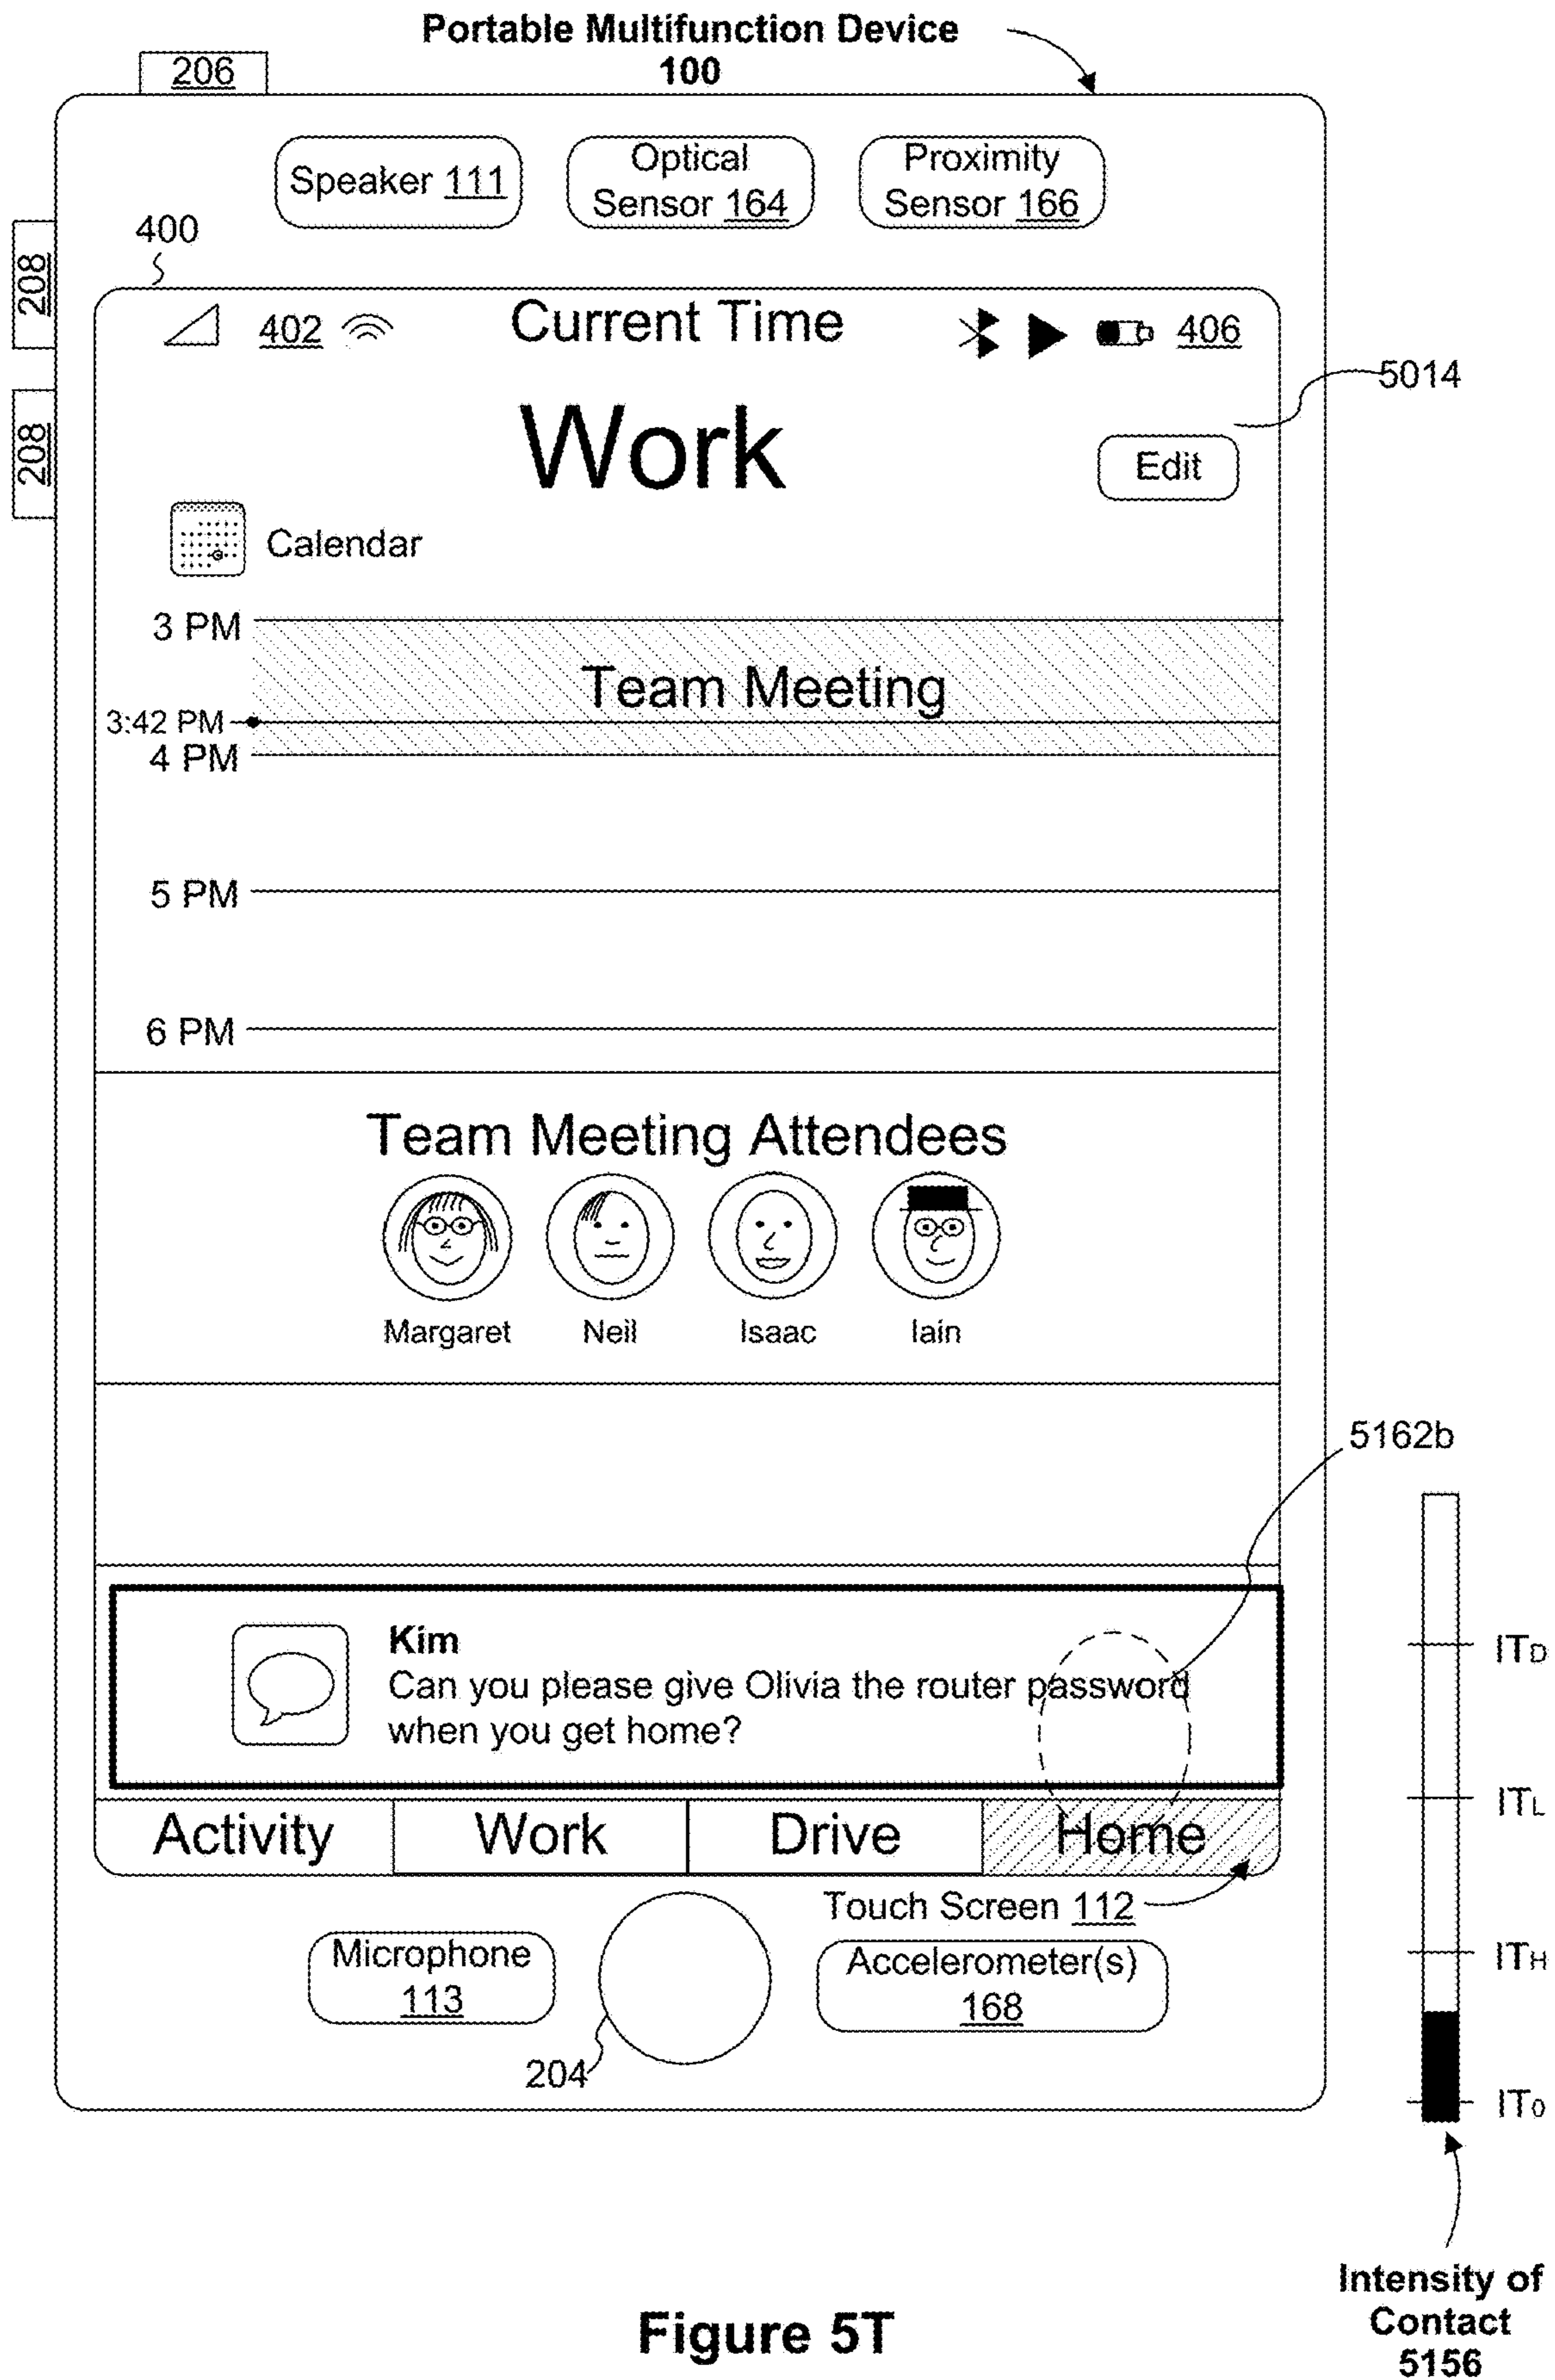 Portable Multifunction Device
100
206
Speaker 111
Optical
Sensor 164
Proximity
Sensor 166
208
208
400
402
Current Time
406
5014
Work
Edit
Calendar
3 PM
Team Meeting
3:42 PM
4 PM
5 PM
6 PM
Team Meeting Attendees
Margaret
Neil
Isaac
Iain
5162b
Kim
Can you please give Olivia the router password
when you get home?
Activity
Work
Drive
Home
Touch Screen 112
Microphone
113
Accelerometer(s)
168
204
ITD
ITL
ITH
IT0
Intensity of
Contact
5156
Figure 5T